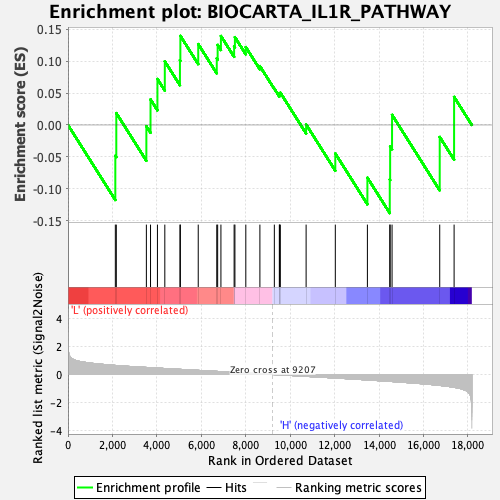 Enrichment plot: BIOCARTA_IL1R_PATHWAY
Enrichment score (ES)
0.15
0.10
0.05
0.00
-0.05
-0.10
-0.15
'L' (positively correlated)
Ranked list metric (Signal2Noise)
4
2
0
-2
-4
Zero cross at 9207
'H' (negatively correlated)
0 2,000 4,000 6,000 8,000 10,000 12,000 14,000 16,000 18,000
Rank in Ordered Dataset
Enrichment profile Hits Ranking metric scores